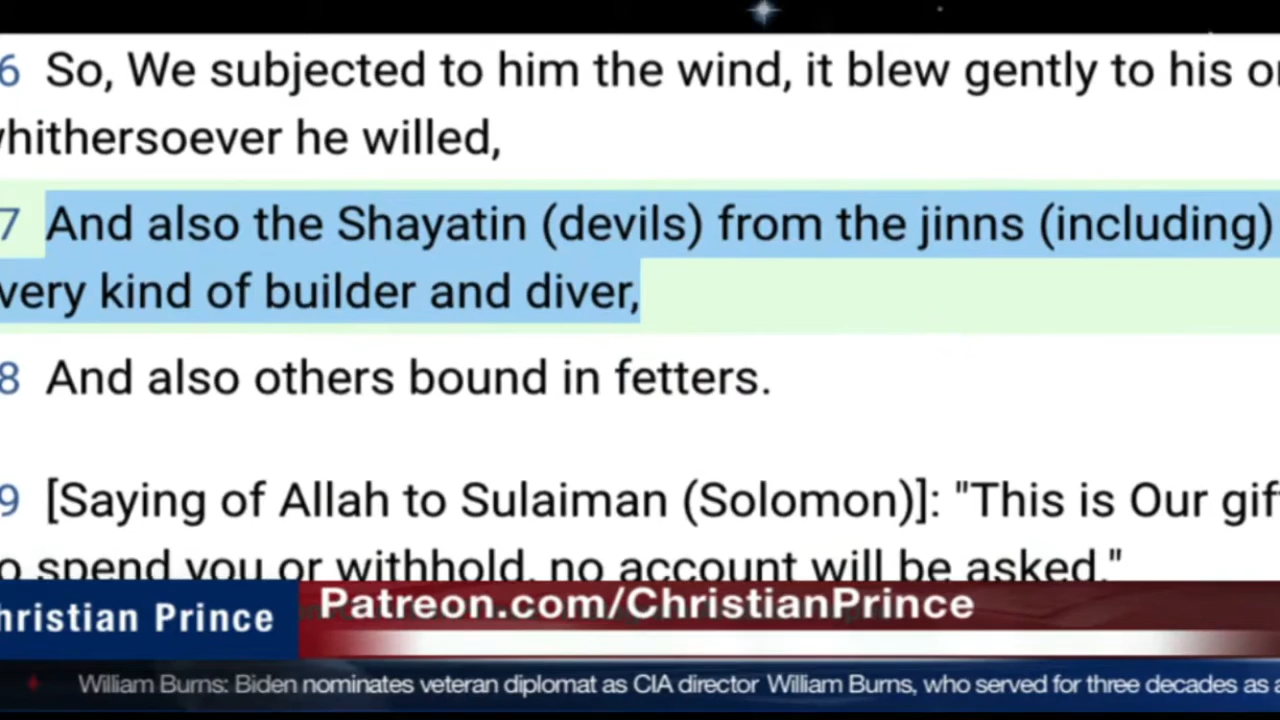 6 So, We subjected to him the wind, it blew gently to his
whithersoever he willed,
7 And also the Shayatin (devils) from the jinns (including)
very kind of builder and diver,
8 And also others bound in fetters.
9 [Saying of Allah to Sulaiman (Solomon)]: "This is Our gif
o spend you or withhold, no account will be asked."
hristian Prince
Patreon.com/ChristianPrince
William Burns: Biden nominates veteran diplomat as CIA director William Burns, who served for three decades as a